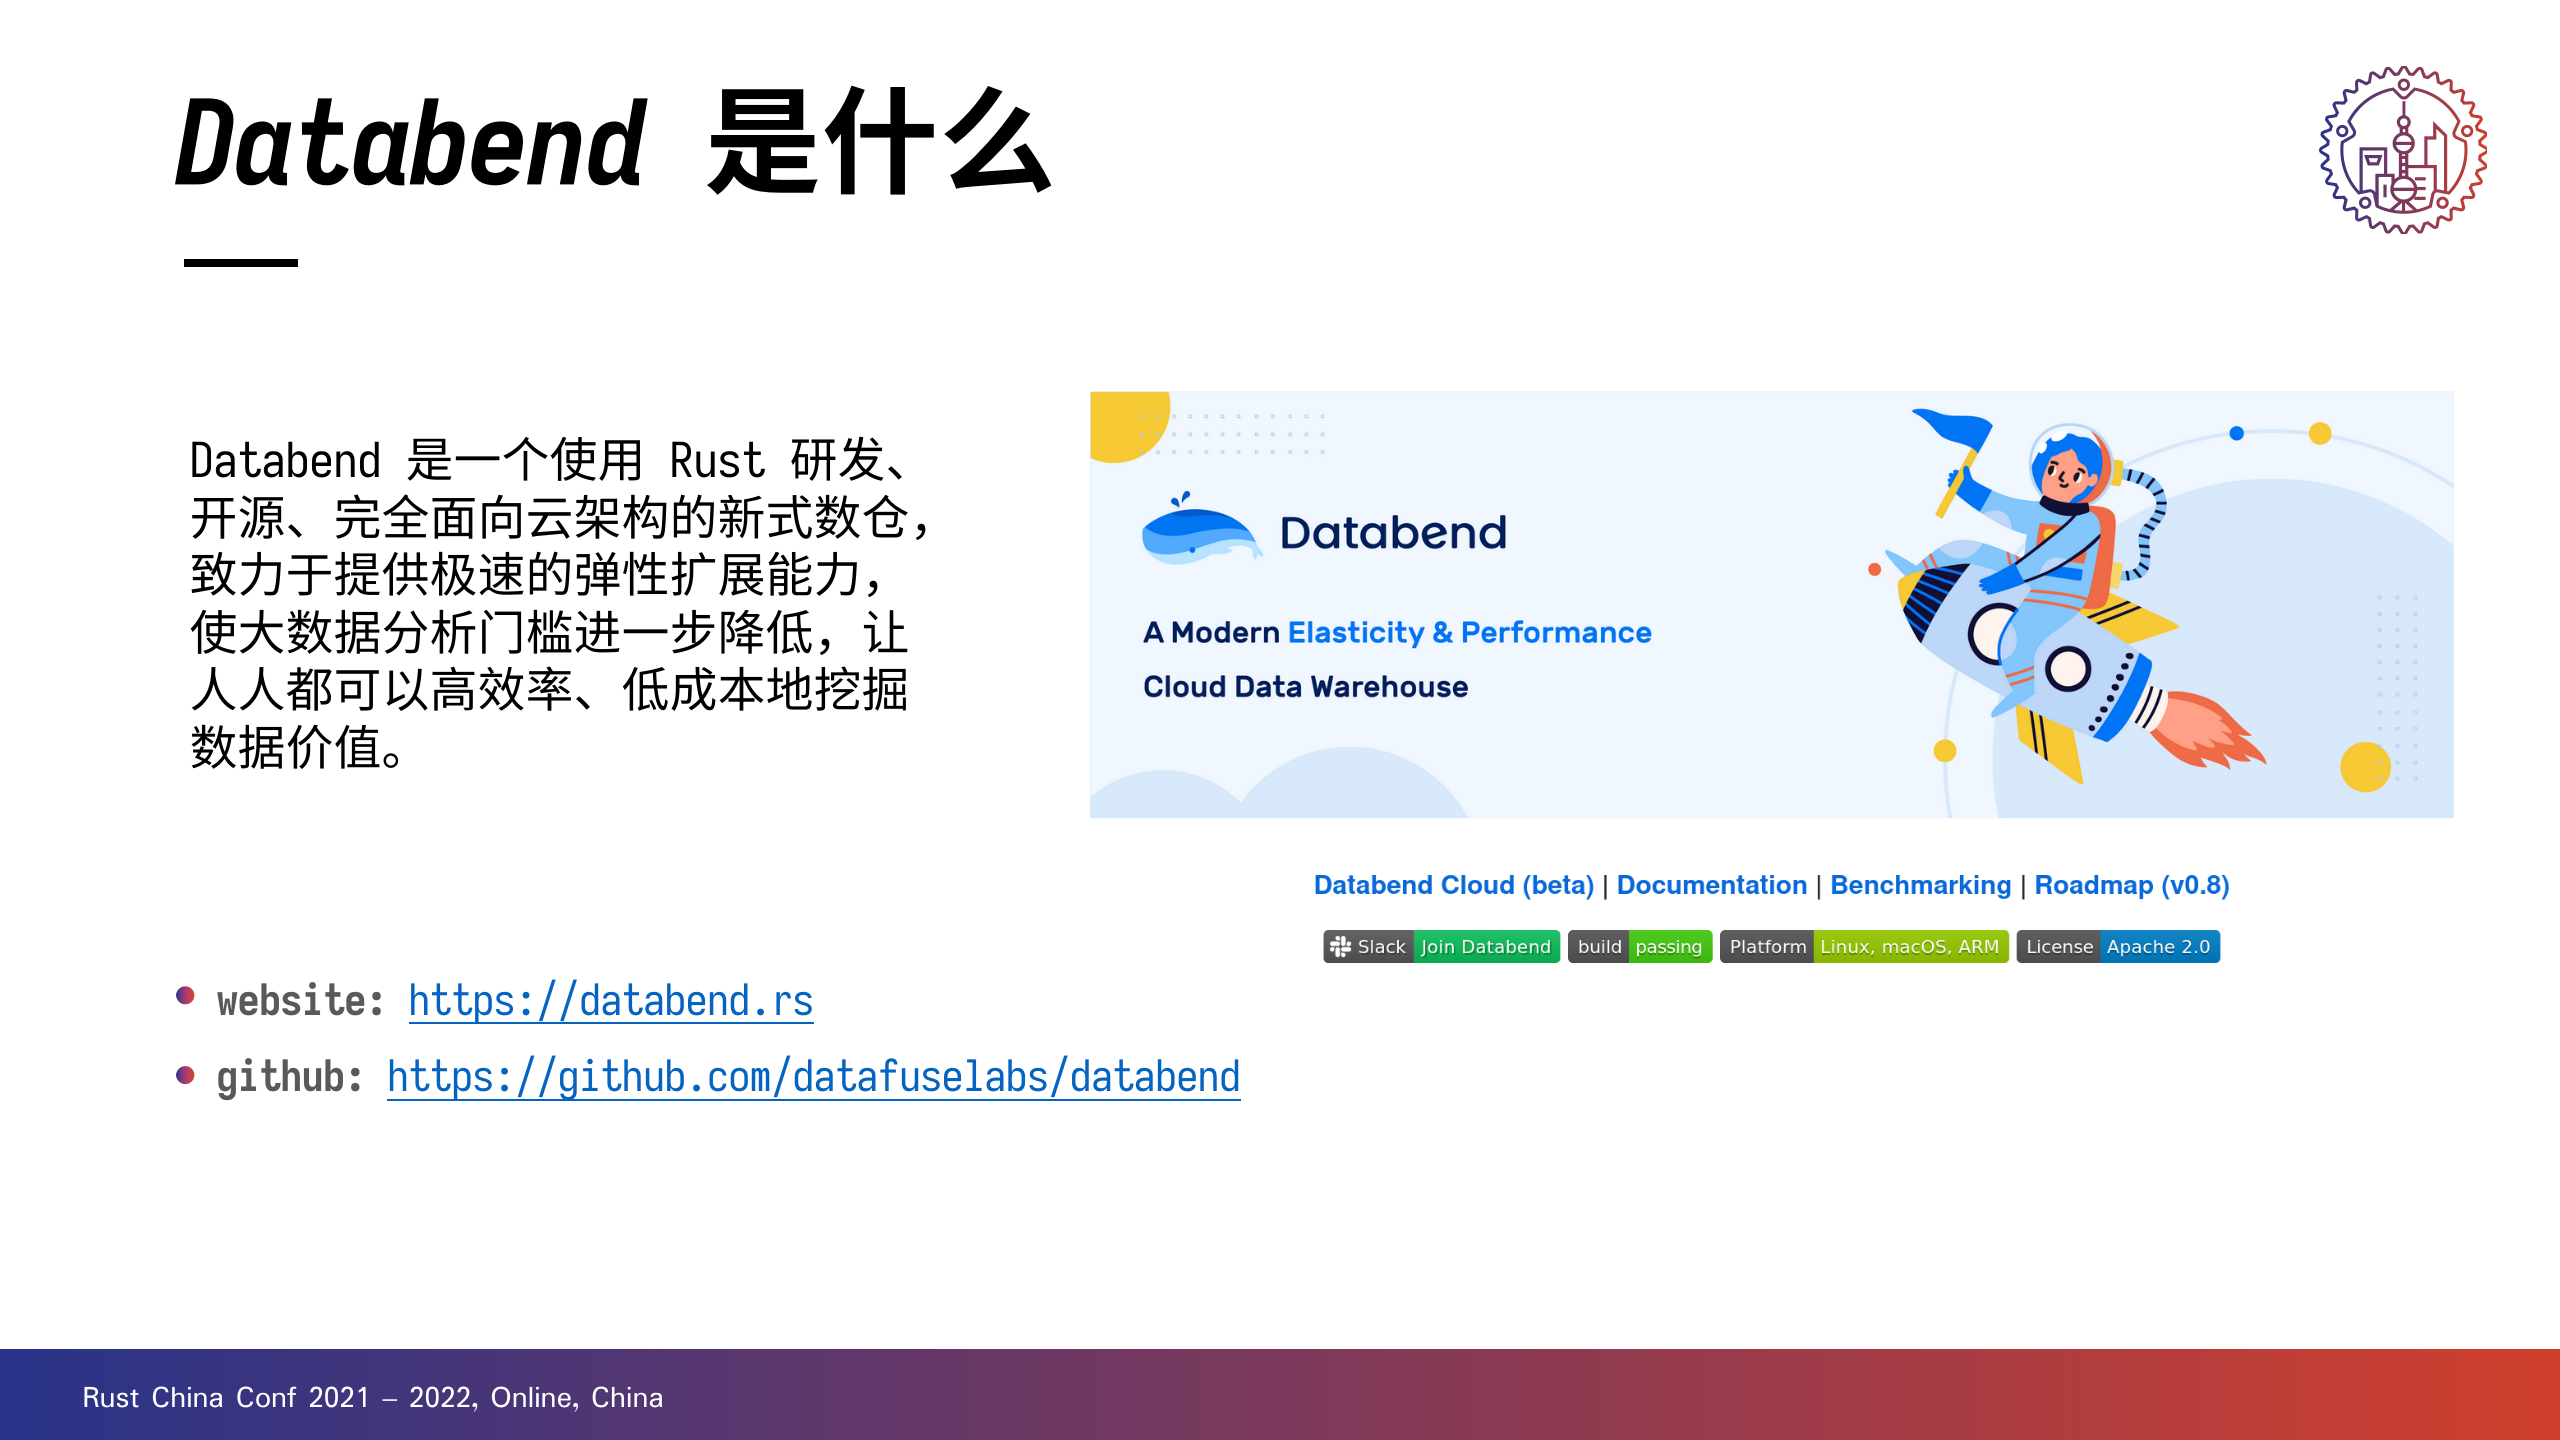 Databend 是什么
Databend 是一个使用 Rust 研发、
开源、完全面向云架构的新式数仓，
致力于提供极速的弹性扩展能力，
使大数据分析门槛进一步降低，让
人人都可以高效率、低成本地挖掘
数据价值。
Databend
A Modern Elasticity & Performance
Cloud Data Warehouse
Databend Cloud (beta) | Documentation | Benchmarking | Roadmap (v0.8)
Slack Join Databend build passing Platform Linux, macOS, ARM License Apache 2.0
website: https://databend.rs
github: https://github.com/datafuselabs/databend
Rust China Conf 2021 – 2022, Online, China